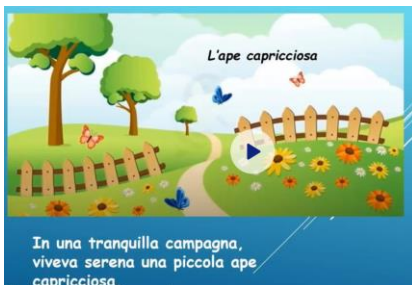 L'ape capricciosa
In una tranquilla campagna,
viveva serena una piccola ape
capricciosa